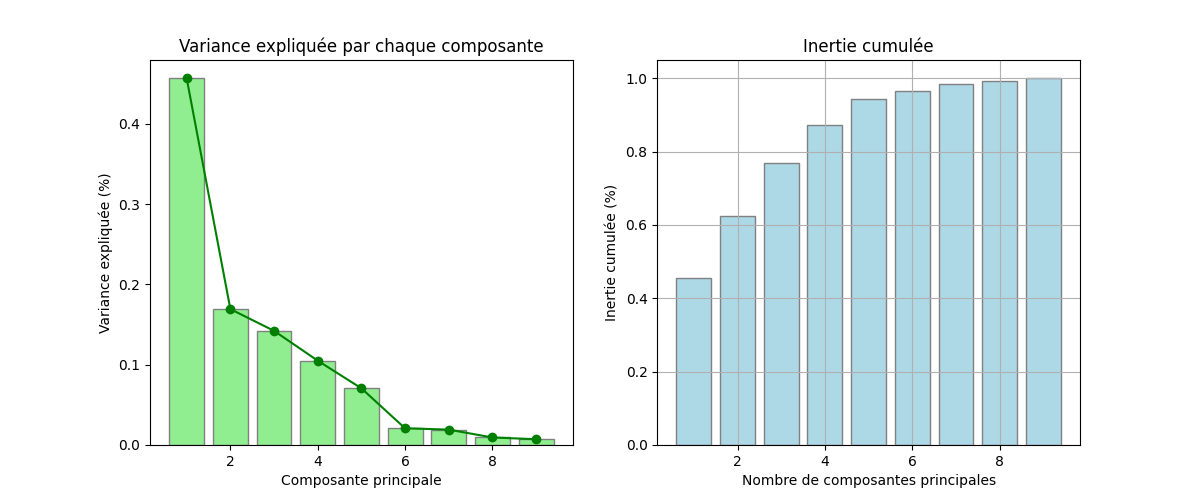 Variance expliquée par chaque composante
Variance expliquée (%)
0.4
0.3
0.2
0.1
0.0
2 4 6 8
Composante principale
Inertie cumulée
Inertie cumulée (%)
1.0
0.8
0.6
0.4
0.2
0.0
2 4 6 8
Nombre de composantes principales